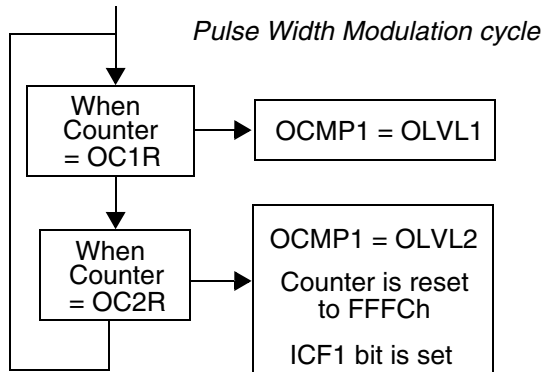 Pulse Width Modulation cycle
When
Counter
= OC1R
OCMP1 = OLVL1
When
Counter
= OC2R
OCMP1 = OLVL2
Counter is reset
to FFFCh
ICF1 bit is set